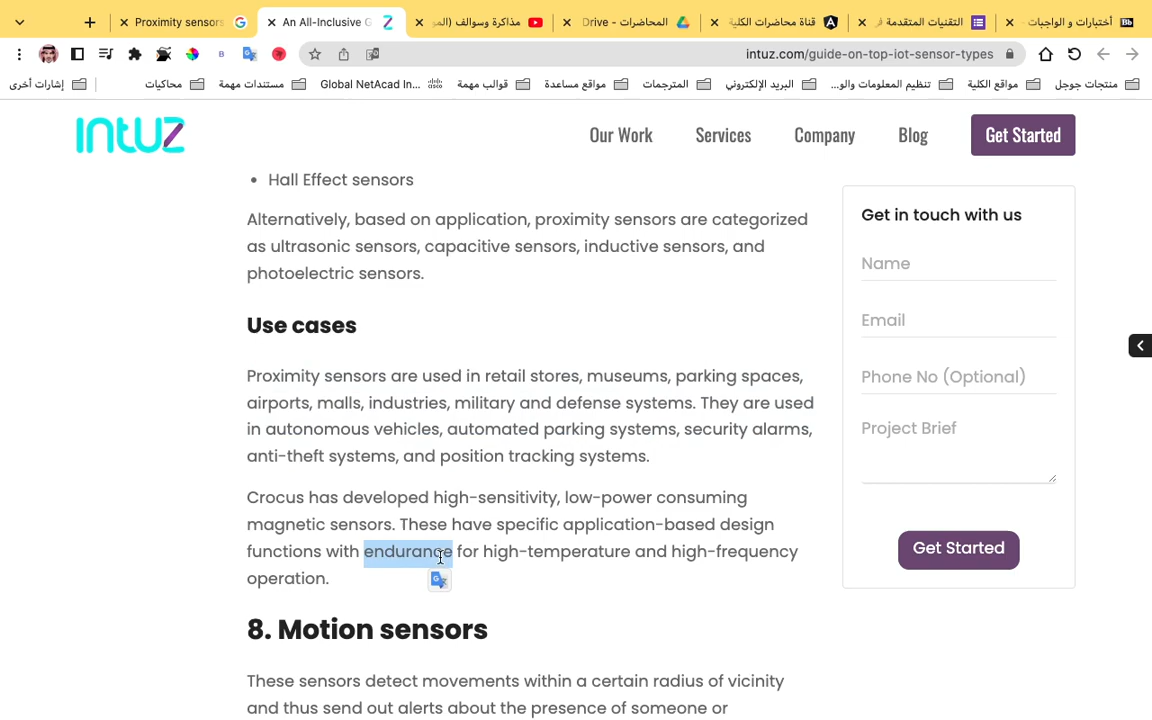 Proximity sensors
An All-Inclusive G
مذاكرة وسوالف (المو
المحاضرات - Drive
قناة محاضرات الكلية
التقنيات المتقدمة في
أختبارات و الواجبات
Bb
intuz.com/guide-on-top-iot-sensor-types
منتجات جوجل
مواقع الكلية
تنظيم المعلومات والو...
البريد الإلكتروني
المترجمات
مواقع مساعدة
قوالب مهمة
Global NetAcad In...
مستندات مهمة
محاكيات
إشارات أخرى
INTUZ
Our Work
Services
Company
Blog
Get Started
• Hall Effect sensors
Alternatively, based on application, proximity sensors are categorized
as ultrasonic sensors, capacitive sensors, inductive sensors, and
photoelectric sensors.
Use cases
Proximity sensors are used in retail stores, museums, parking spaces,
airports, malls, industries, military and defense systems. They are used
in autonomous vehicles, automated parking systems, security alarms,
anti-theft systems, and position tracking systems.
Crocus has developed high-sensitivity, low-power consuming
magnetic sensors. These have specific application-based design
functions with endurance for high-temperature and high-frequency
operation.
8. Motion sensors
These sensors detect movements within a certain radius of vicinity
and thus send out alerts about the presence of someone or
Get in touch with us
Name
Email
Phone No (Optional)
Project Brief
Get Started